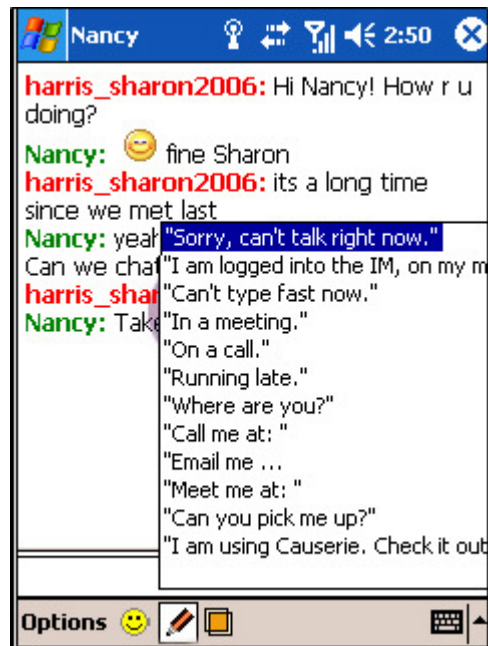 Nancy 2:50
harris_sharon2006: Hi Nancy! How r u
doing?
Nancy: fine Sharon
harris_sharon2006: its a long time
since we met last
Nancy: yeah
Can we chat
harris_shar
Nancy: Take
"Sorry, can't talk right now."
"I am logged into the IM, on my m
"Can't type fast now."
"In a meeting."
"On a call."
"Running late."
"Where are you?"
"Call me at: "
"Email me ...
"Meet me at: "
"Can you pick me up?"
"I am using Causerie. Check it out
Options